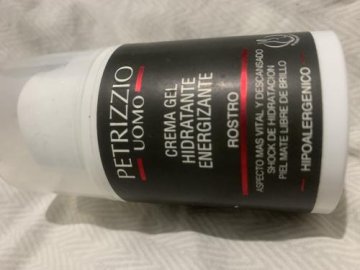 PETRIZZIO
UOMO
CREMA GEL
HIDRATANTE
ENERGIZANTE
ROSTRO
ASPECTO MAS VITAL Y DESCANSADO
SHOCK DE HIDRATACION
PIEL MATE LIBRE DE BRILLO
HIPOALERGENICO